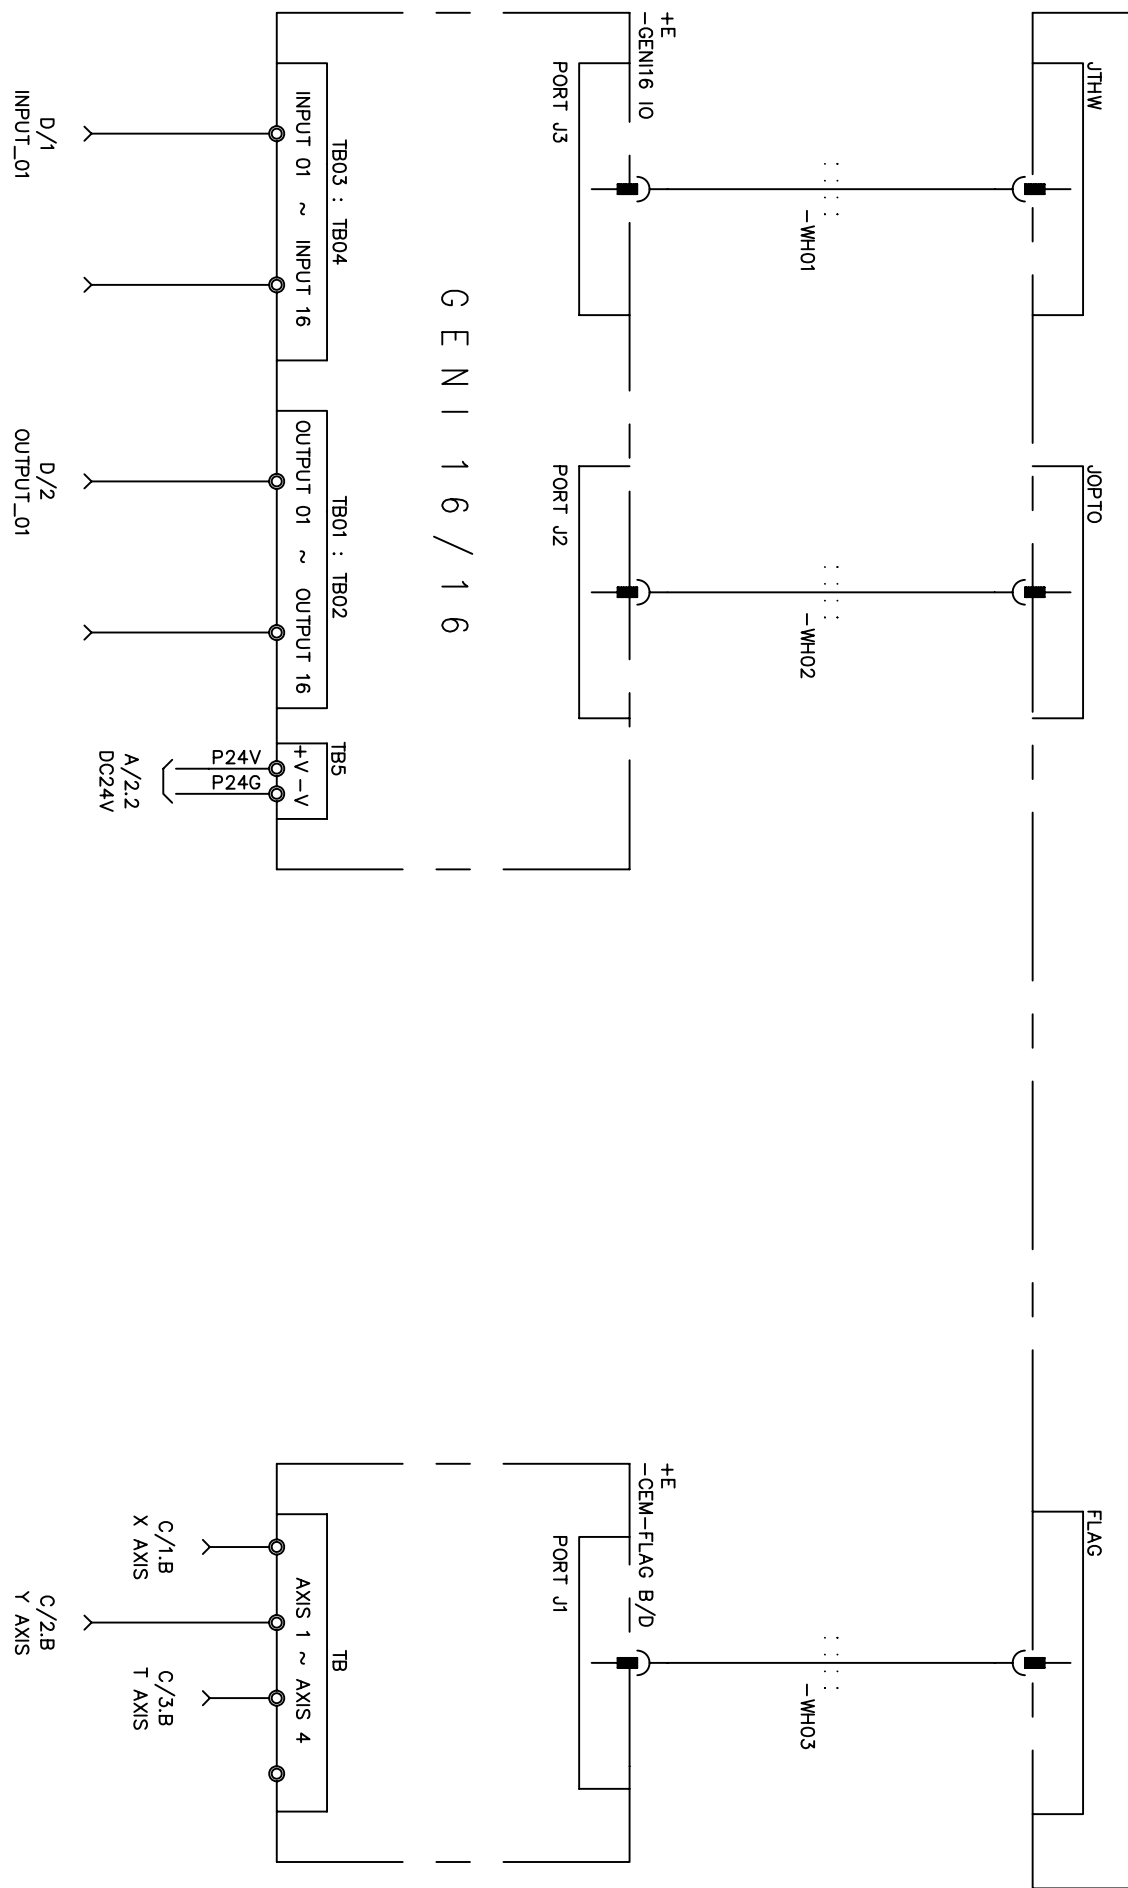 JTHW
JOPTO
FLAG
-WH01
-WH02
-WH03
+E
-GENI16 IO
PORT J3
PORT J2
+E
-CEM-FLAG B/D
PORT J1
GENI 16/16
TB03 : TB04
INPUT 01 ~ INPUT 16
TB01 : TB02
OUTPUT 01 ~ OUTPUT 16
TB5
+V -V
P24V
P24G
TB
AXIS 1 ~ AXIS 4
D/1
INPUT_01
D/2
OUTPUT_01
A/2.2
DC24V
C/1.B
X AXIS
C/2.B
Y AXIS
C/3.B
T AXIS